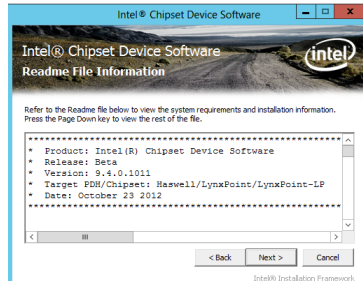 Intel® Chipset Device Software
Intel® Chipset Device Software
intel
Readme File Information
Refer to the Readme file below to view the system requirements and installation information.
Press the Page Down key to view the rest of the file.
*******************************************************
* Product: Intel(R) Chipset Device Software
* Release: Beta
* Version: 9.4.0.1011
* Target PDH/Chipset: Haswell/LynxPoint/LynxPoint-LP
* Date: October 23 2012
*******************************************************
< Back
Next >
Cancel
Intel® Installation Framework